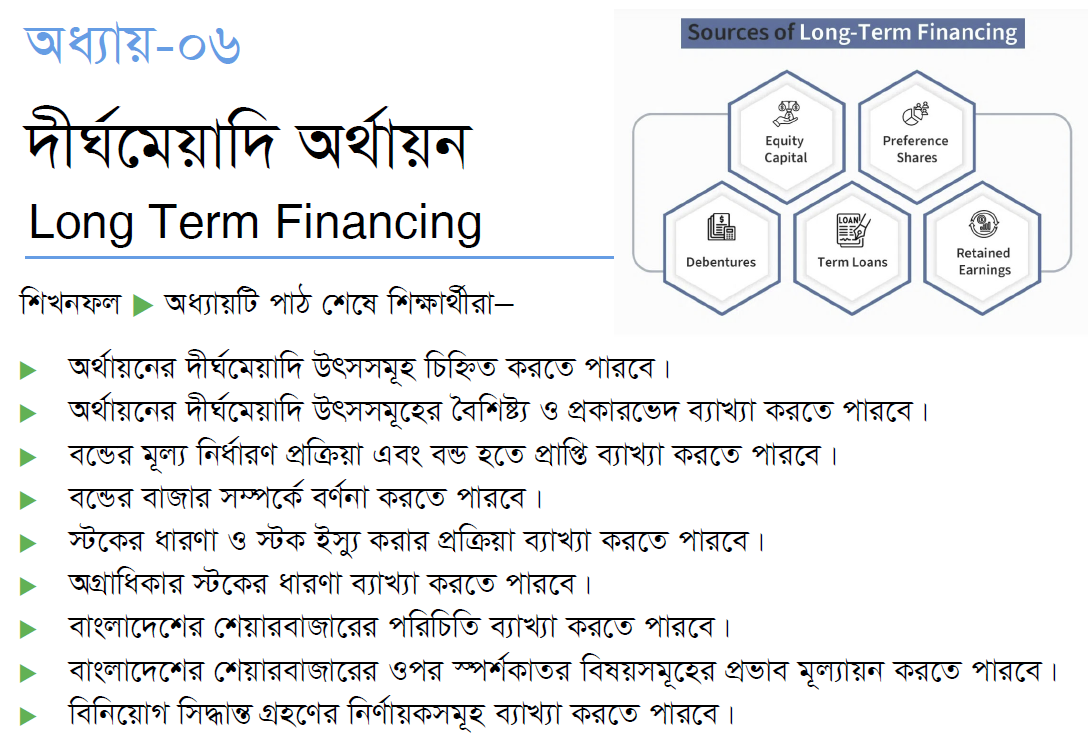 অধ্যায়-০৬
দীর্ঘমেয়াদি অর্থায়ন
Long Term Financing
Sources of Long-Term Financing
Equity
Capital
Preference
Shares
Debentures
LOAN
Term Loans
Retained
Earnings
শিখনফল ▶ অধ্যায়টি পাঠ শেষে শিক্ষার্থীরা–
▶ অর্থায়নের দীর্ঘমেয়াদি উৎসসমূহ চিহ্নিত করতে পারবে।
▶ অর্থায়নের দীর্ঘমেয়াদি উৎসসমূহের বৈশিষ্ট্য ও প্রকারভেদ ব্যাখ্যা করতে পারবে।
▶ বন্ডের মূল্য নির্ধারণ প্রক্রিয়া এবং বন্ড হতে প্রাপ্তি ব্যাখ্যা করতে পারবে।
▶ বন্ডের বাজার সম্পর্কে বর্ণনা করতে পারবে।
▶ স্টকের ধারণা ও স্টক ইস্যু করার প্রক্রিয়া ব্যাখ্যা করতে পারবে।
▶ অগ্রাধিকার স্টকের ধারণা ব্যাখ্যা করতে পারবে।
▶ বাংলাদেশের শেয়ারবাজারের পরিচিতি ব্যাখ্যা করতে পারবে।
▶ বাংলাদেশের শেয়ারবাজারের ওপর স্পর্শকাতর বিষয়সমূহের প্রভাব মূল্যায়ন করতে পারবে।
▶ বিনিয়োগ সিদ্ধান্ত গ্রহণের নির্ণায়কসমূহ ব্যাখ্যা করতে পারবে।